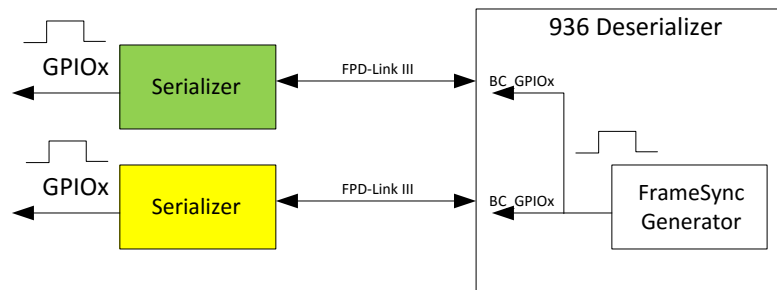 936 Deserializer
GPIOx
Serializer
FPD-Link III
BC_GPIOx
GPIOx
Serializer
FPD-Link III
BC_GPIOx
FrameSync
Generator